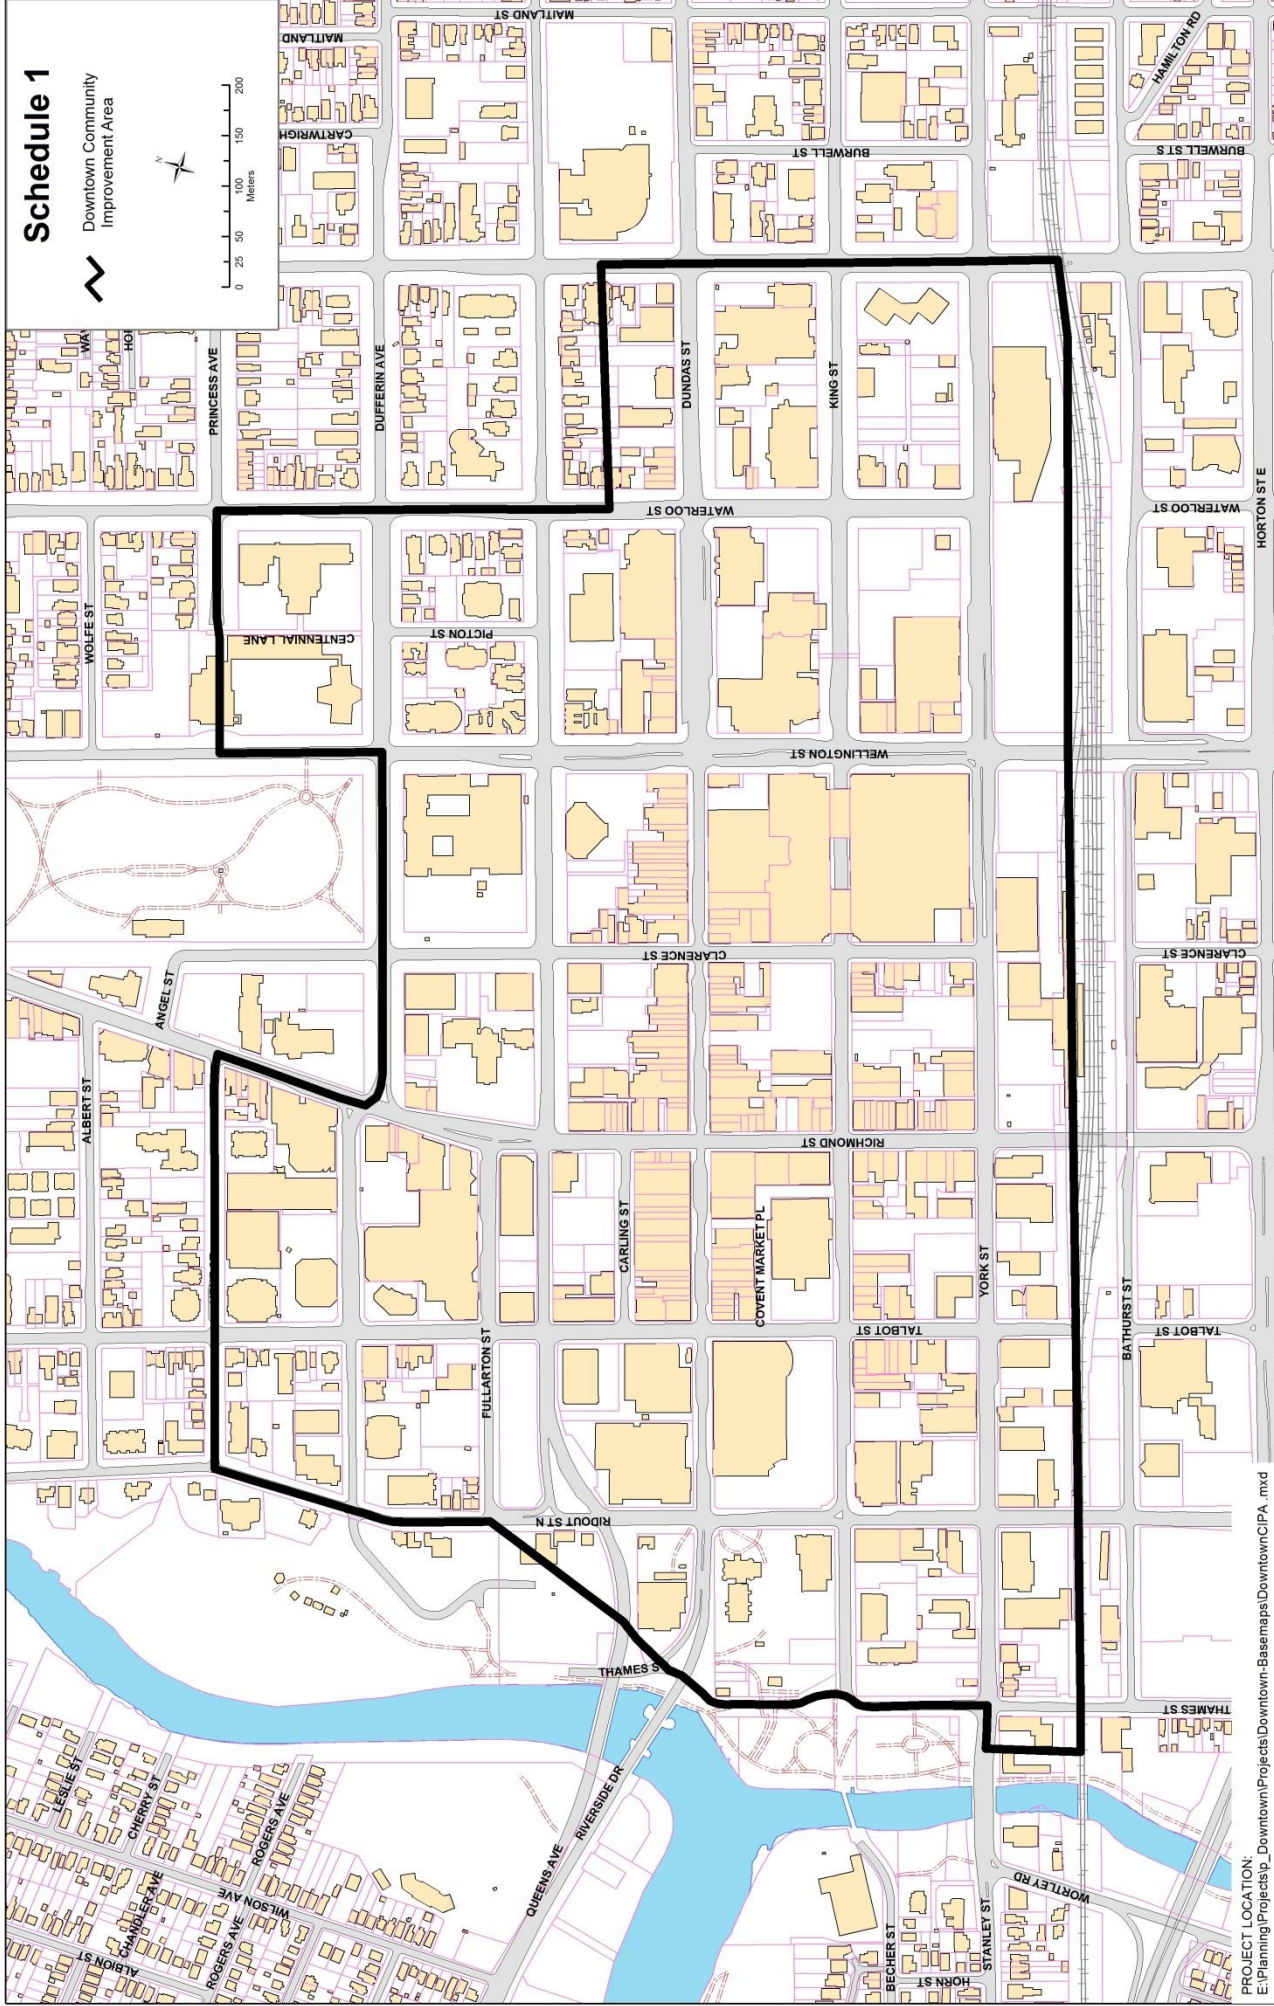 Schedule 1
Downtown Community
Improvement Area
N
0 25 50 100 150 200
Meters
MAITLAND ST
MAITLAND
CARTWRIGH
HAMILTON RD
BURWELL ST
BURWELL ST S
PRINCESS AVE
DUFFERIN AVE
DUNDAS ST
KING ST
HORTON ST E
WATERLOO ST
WATERLOO ST
WOLFE ST
CENTENNIAL LANE
PICTON ST
WELLINGTON ST
ANGEL ST
CLARENCE ST
CLARENCE ST
ALBERT ST
RICHMOND ST
CARLING ST
COVENT MARKET PL
YORK ST
BATHURST ST
FULLARTON ST
TALBOT ST
TALBOT ST
RIDOUT ST N
THAMES S
THAMES ST
LESLIE ST
CHERRY ST
ROGERS AVE
RIVERSIDE DR
QUEENS AVE
WILSON AVE
CHANDLER AVE
ROGERS AVE
ALBION ST
WORTLEY RD
BECHER ST
STANLEY ST
HORN ST
PROJECT LOCATION:
E:\Planning\Projects\p_Downtown\Projects\Downtown-Basemaps\DowntownCIPA .mxd